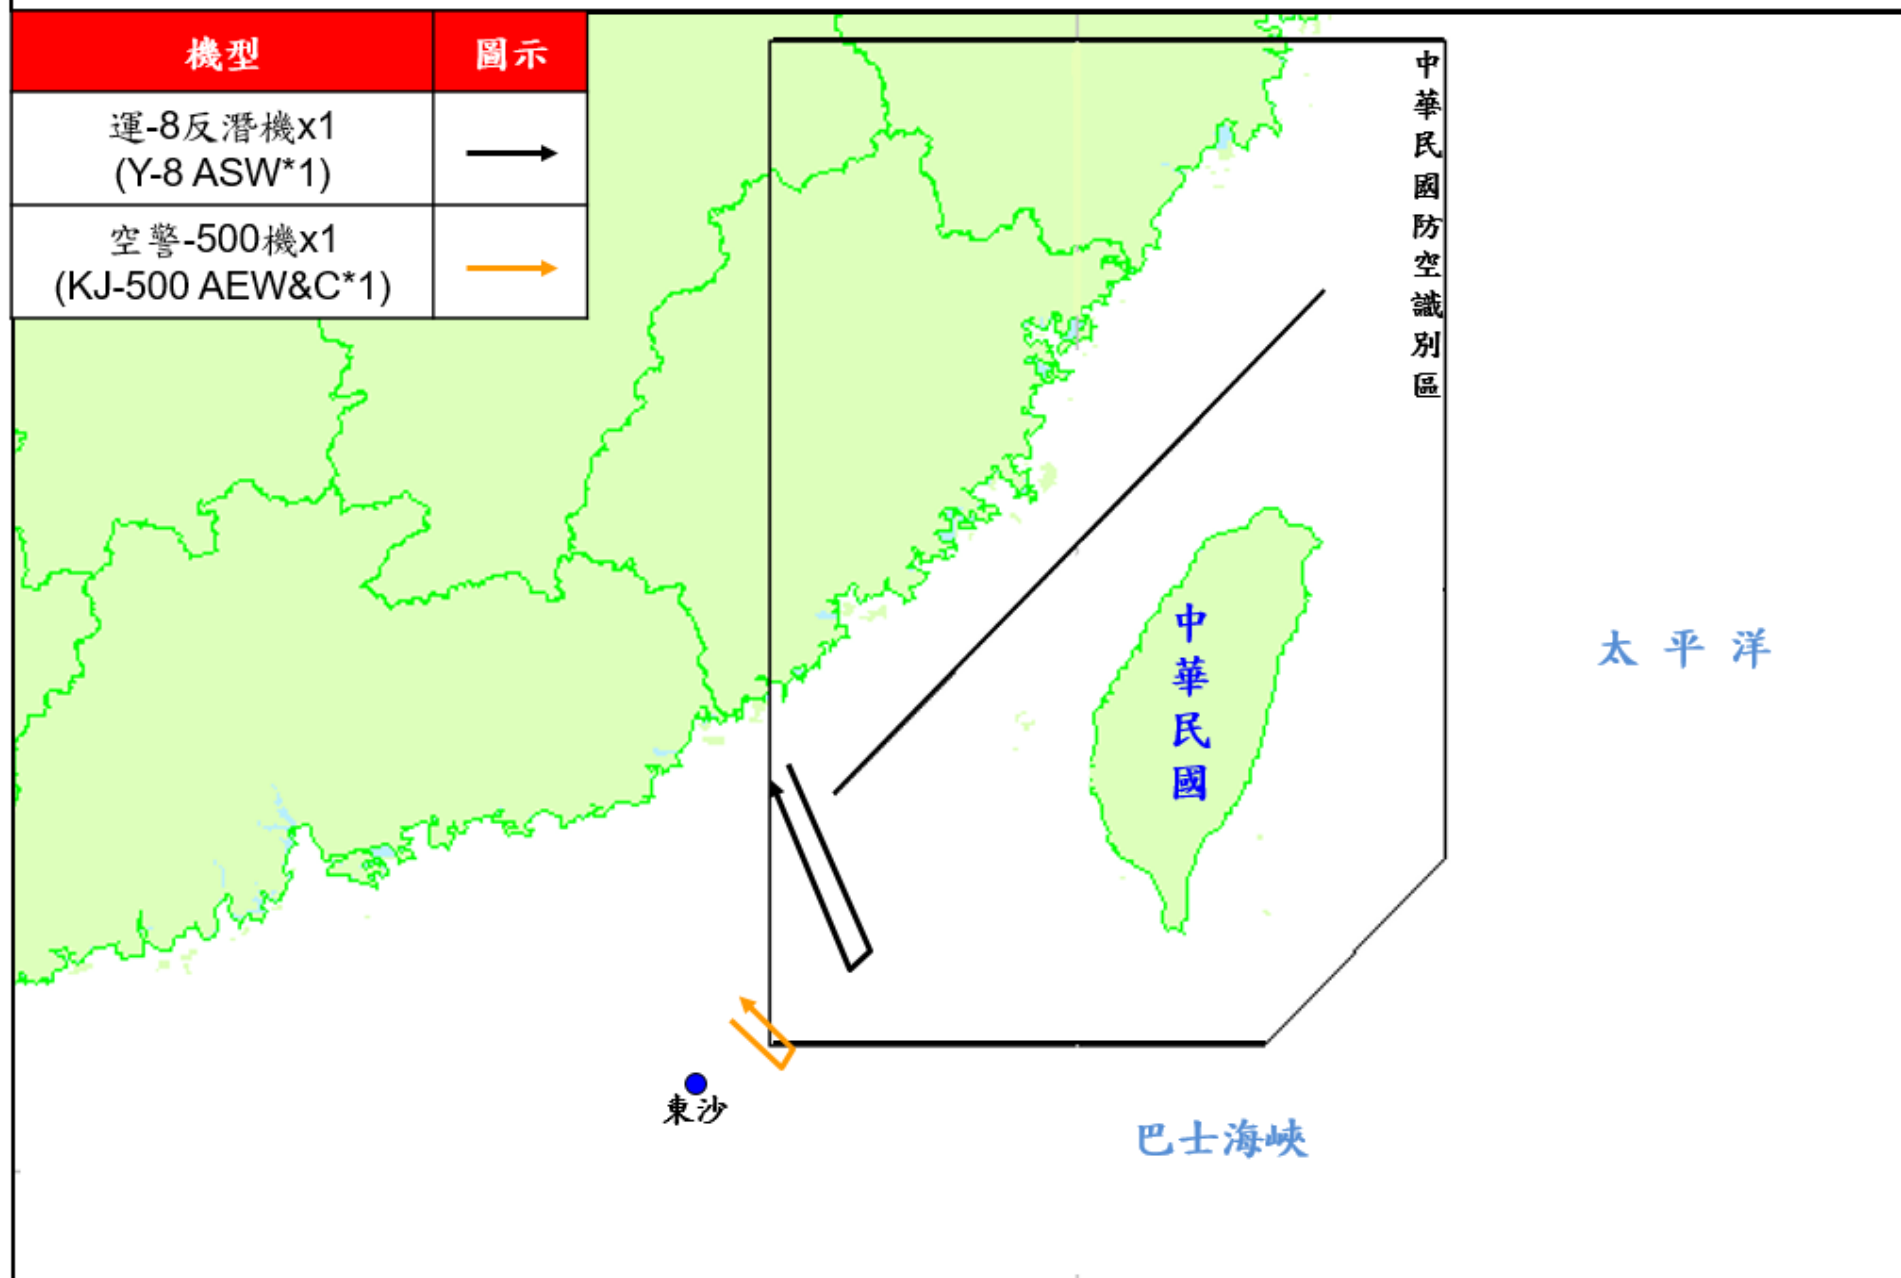 機型 圖示
運-8反潛機x1
(Y-8 ASW*1)
空警-500機x1
(KJ-500 AEW&C*1)
中華民國防空識別區
中華民國
太平洋
東沙
巴士海峽